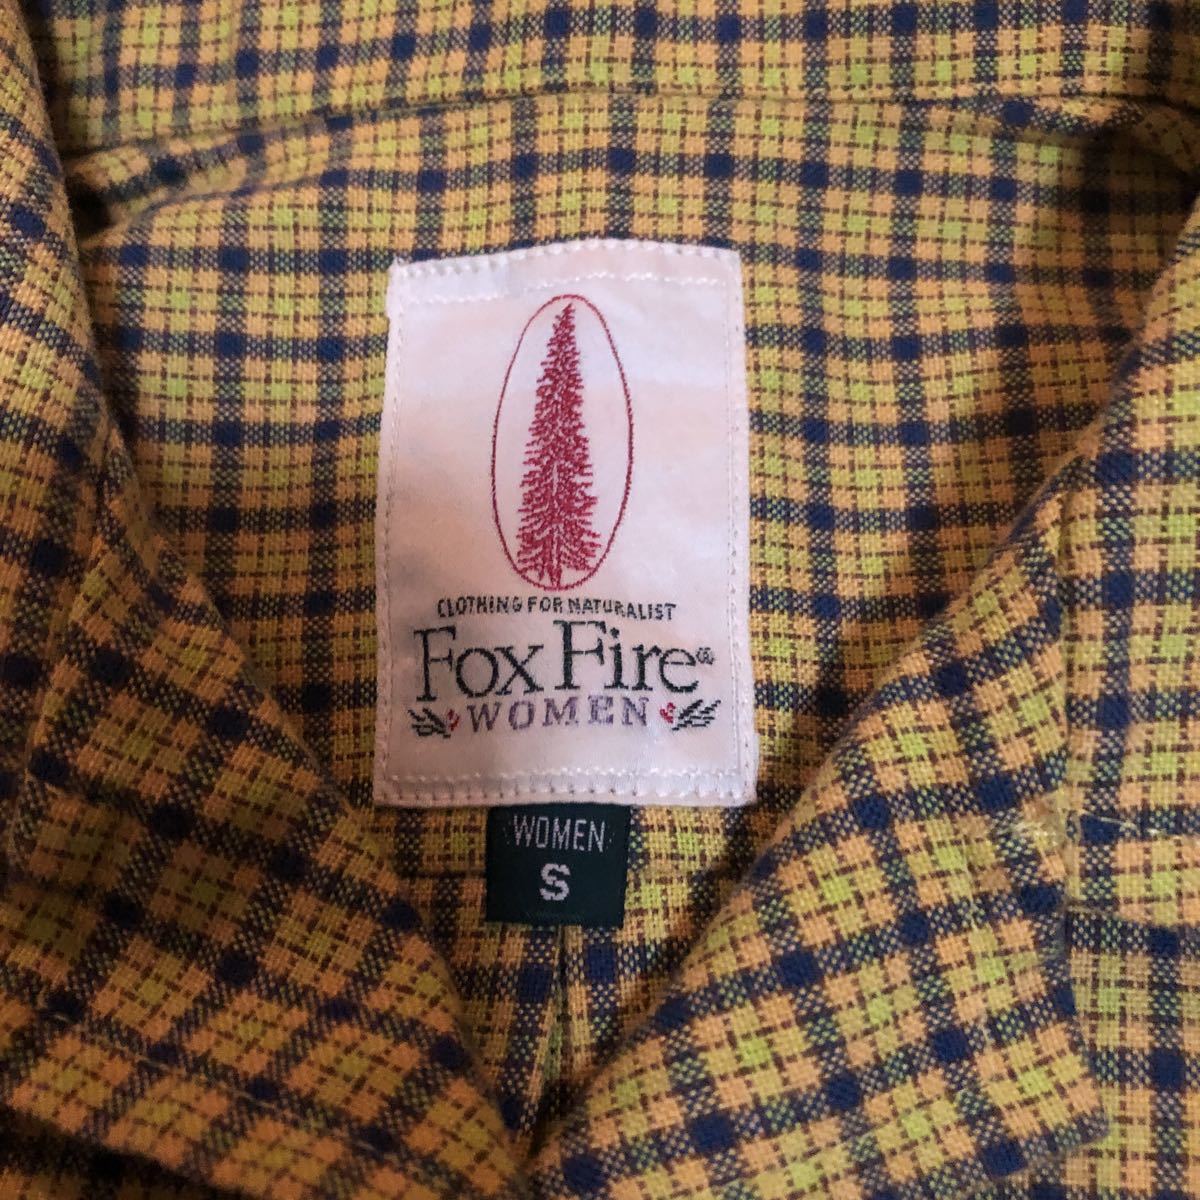 CLOTHING FOR NATURALIST
Fox Fire®
WOMEN
WOMEN
S